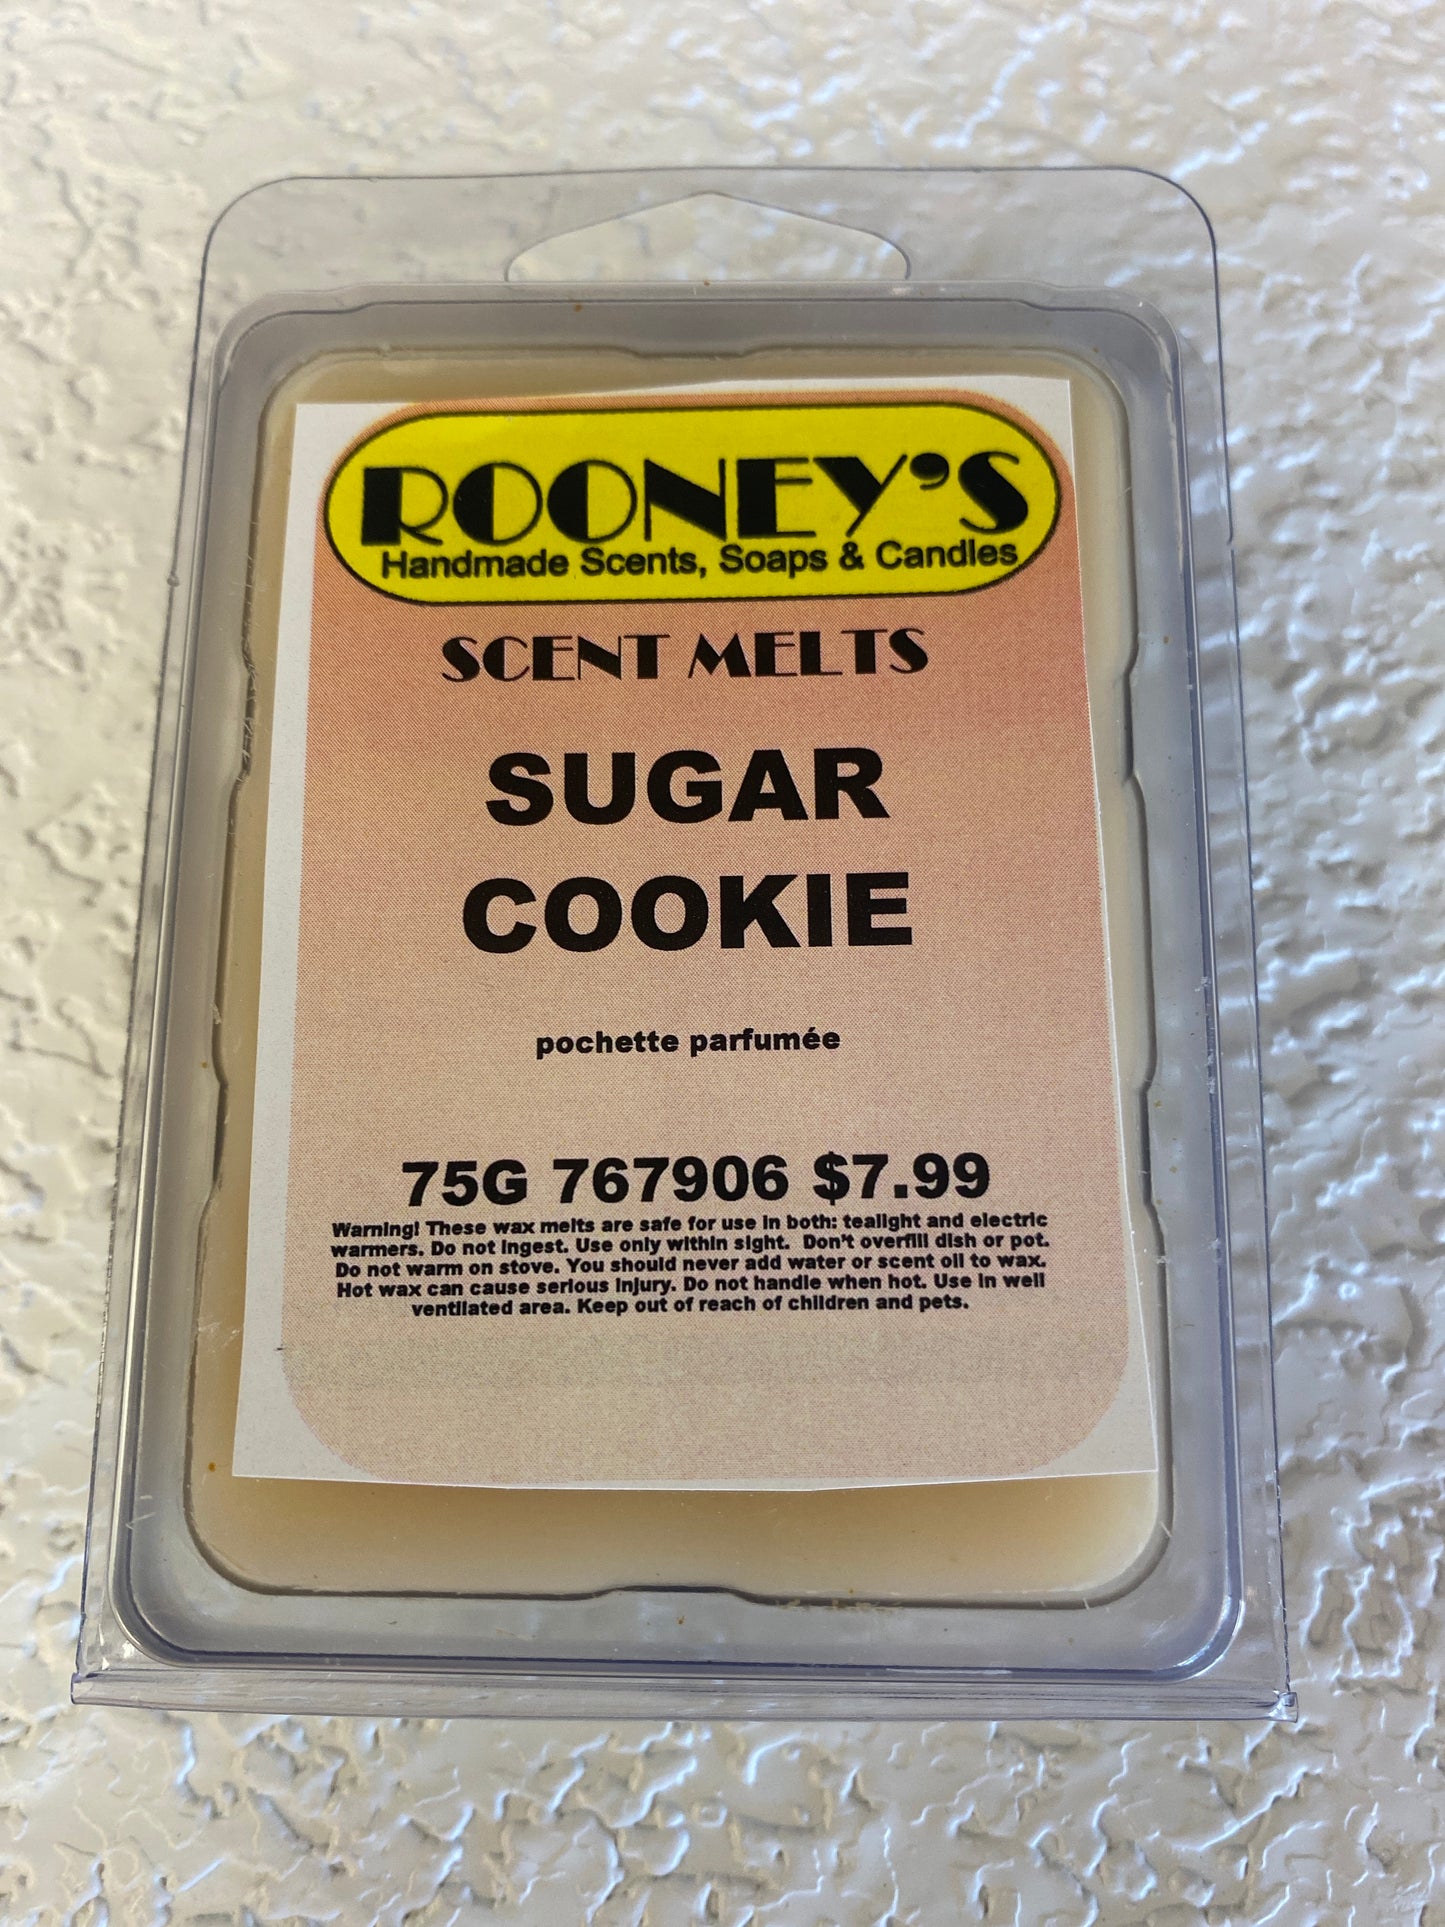 ROONEY'S
Handmade Scents, Soaps & Candles
SCENT MELTS
SUGAR
COOKIE
pochette parfumée
75G 767906 $7.99
Warning! These wax melts are safe for use in both: tealight and electric
warmers. Do not ingest. Use only within sight. Don't overfill dish or pot.
Do not warm on stove. You should never add water or scent oil to wax.
Hot wax can cause serious injury. Do not handle when hot. Use in well
ventilated area. Keep out of reach of children and pets.